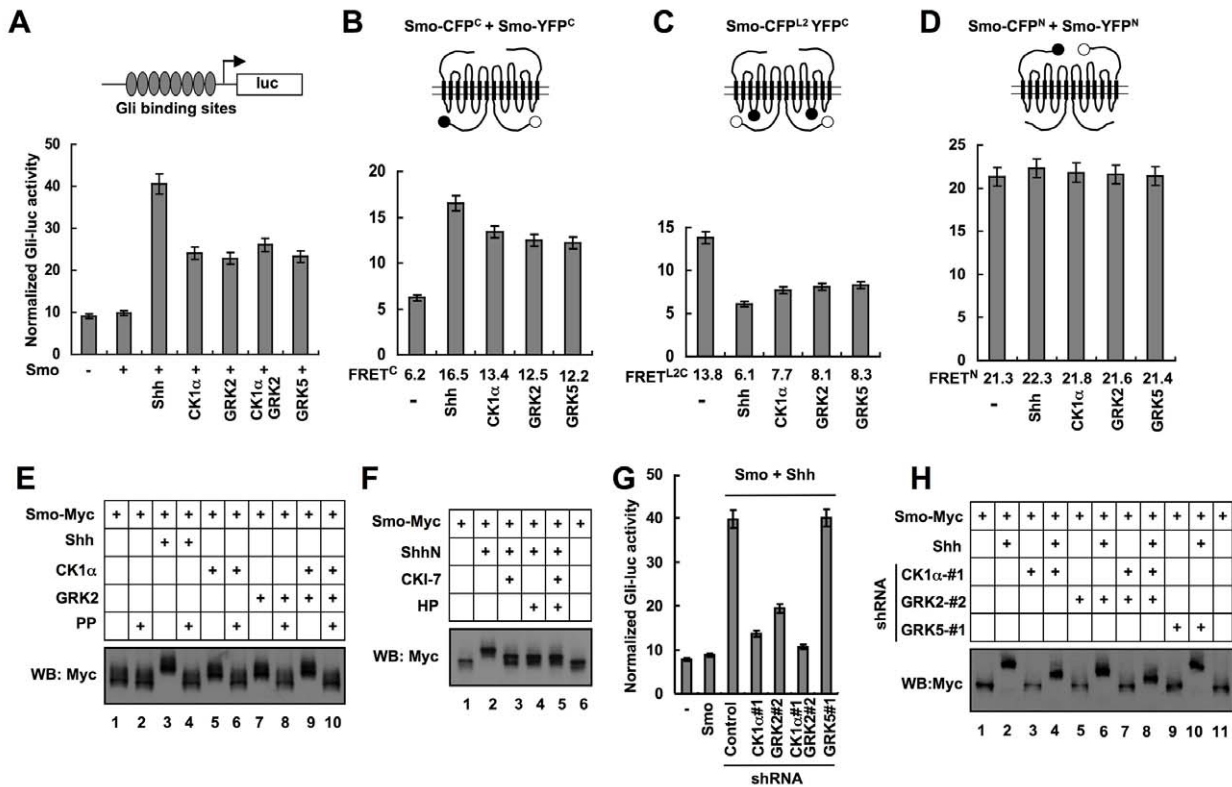 A
luc
Gli binding sites
Normalized Gli-luc activity
50
40
30
20
10
0
Smo - + + + + + +
Shh
CK1α
GRK2
CK1α GRK2
GRK5
B
Smo-CFP^C + Smo-YFP^C
20
15
10
5
0
FRET^C 6.2 16.5 13.4 12.5 12.2
-
Shh
CK1α
GRK2
GRK5
C
Smo-CFP^L2 YFP^C
20
15
10
5
0
FRET^L2C 13.8 6.1 7.7 8.1 8.3
-
Shh
CK1α
GRK2
GRK5
D
Smo-CFP^N + Smo-YFP^N
25
20
15
10
5
0
FRET^N 21.3 22.3 21.8 21.6 21.4
-
Shh
CK1α
GRK2
GRK5
E
Smo-Myc + + + + + + + + + +
Shh + +
CK1α + + + +
GRK2 + + + +
PP + + + + +
WB: Myc
1 2 3 4 5 6 7 8 9 10
F
Smo-Myc + + + + + +
ShhN + + + +
CKI-7 + +
HP + +
WB: Myc
1 2 3 4 5 6
G
Smo + Shh
Normalized Gli-luc activity
50
40
30
20
10
0
-
Smo
Control
CK1α#1
GRK2#2
CK1α#1 GRK2#2
GRK5#1
shRNA
H
Smo-Myc + + + + + + + + + + +
Shh + + + + +
shRNA
CK1α-#1 + + + +
GRK2-#2 + + + +
GRK5-#1 + +
WB:Myc
1 2 3 4 5 6 7 8 9 10 11